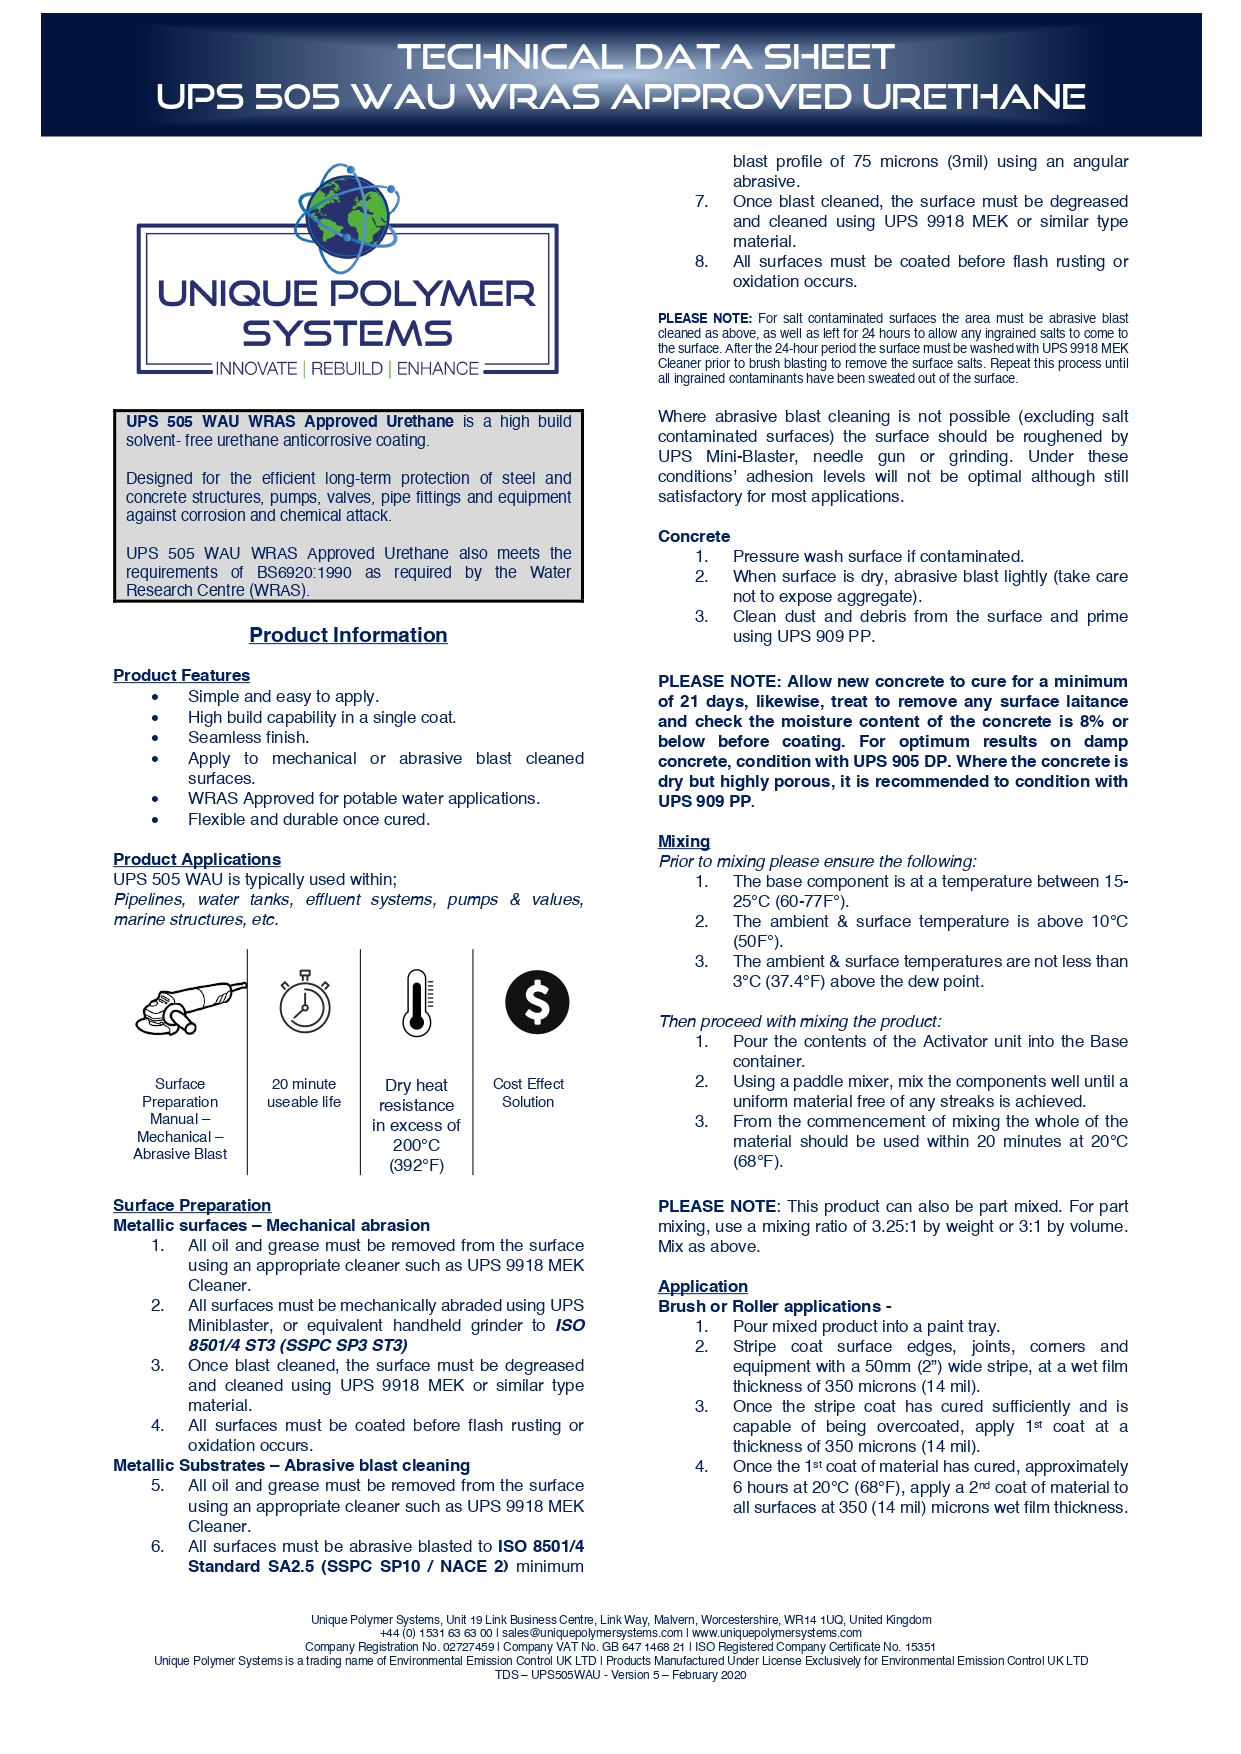 TECHNICAL DATA SHEET
UPS 505 WAU WRAS APPROVED URETHANE
UNIQUE POLYMER
SYSTEMS
INNOVATE | REBUILD | ENHANCE
UPS 505 WAU WRAS Approved Urethane is a high build
solvent- free urethane anticorrosive coating.
Designed for the efficient long-term protection of steel and
concrete structures, pumps, valves, pipe fittings and equipment
against corrosion and chemical attack.
UPS 505 WAU WRAS Approved Urethane also meets the
requirements of BS6920:1990 as required by the Water
Research Centre (WRAS).
Product Information
Product Features
• Simple and easy to apply.
• High build capability in a single coat.
• Seamless finish.
• Apply to mechanical or abrasive blast cleaned
surfaces.
• WRAS Approved for potable water applications.
• Flexible and durable once cured.
Product Applications
UPS 505 WAU is typically used within;
Pipelines, water tanks, effluent systems, pumps & values,
marine structures, etc.
$
Surface
Preparation
Manual –
Mechanical –
Abrasive Blast
20 minute
useable life
Dry heat
resistance
in excess of
200°C
(392°F)
Cost Effect
Solution
Surface Preparation
Metallic surfaces – Mechanical abrasion
1. All oil and grease must be removed from the surface
using an appropriate cleaner such as UPS 9918 MEK
Cleaner.
2. All surfaces must be mechanically abraded using UPS
Miniblaster, or equivalent handheld grinder to ISO
8501/4 ST3 (SSPC SP3 ST3)
3. Once blast cleaned, the surface must be degreased
and cleaned using UPS 9918 MEK or similar type
material.
4. All surfaces must be coated before flash rusting or
oxidation occurs.
Metallic Substrates – Abrasive blast cleaning
5. All oil and grease must be removed from the surface
using an appropriate cleaner such as UPS 9918 MEK
Cleaner.
6. All surfaces must be abrasive blasted to ISO 8501/4
Standard SA2.5 (SSPC SP10 / NACE 2) minimum
blast profile of 75 microns (3mil) using an angular
abrasive.
7. Once blast cleaned, the surface must be degreased
and cleaned using UPS 9918 MEK or similar type
material.
8. All surfaces must be coated before flash rusting or
oxidation occurs.
PLEASE NOTE: For salt contaminated surfaces the area must be abrasive blast
cleaned as above, as well as left for 24 hours to allow any ingrained salts to come to
the surface. After the 24-hour period the surface must be washed with UPS 9918 MEK
Cleaner prior to brush blasting to remove the surface salts. Repeat this process until
all ingrained contaminants have been sweated out of the surface.
Where abrasive blast cleaning is not possible (excluding salt
contaminated surfaces) the surface should be roughened by
UPS Mini-Blaster, needle gun or grinding. Under these
conditions’ adhesion levels will not be optimal although still
satisfactory for most applications.
Concrete
1. Pressure wash surface if contaminated.
2. When surface is dry, abrasive blast lightly (take care
not to expose aggregate).
3. Clean dust and debris from the surface and prime
using UPS 909 PP.
PLEASE NOTE: Allow new concrete to cure for a minimum
of 21 days, likewise, treat to remove any surface laitance
and check the moisture content of the concrete is 8% or
below before coating. For optimum results on damp
concrete, condition with UPS 905 DP. Where the concrete is
dry but highly porous, it is recommended to condition with
UPS 909 PP.
Mixing
Prior to mixing please ensure the following:
1. The base component is at a temperature between 15-
25°C (60-77F°).
2. The ambient & surface temperature is above 10°C
(50F°).
3. The ambient & surface temperatures are not less than
3°C (37.4°F) above the dew point.
Then proceed with mixing the product:
1. Pour the contents of the Activator unit into the Base
container.
2. Using a paddle mixer, mix the components well until a
uniform material free of any streaks is achieved.
3. From the commencement of mixing the whole of the
material should be used within 20 minutes at 20°C
(68°F).
PLEASE NOTE: This product can also be part mixed. For part
mixing, use a mixing ratio of 3.25:1 by weight or 3:1 by volume.
Mix as above.
Application
Brush or Roller applications -
1. Pour mixed product into a paint tray.
2. Stripe coat surface edges, joints, corners and
equipment with a 50mm (2”) wide stripe, at a wet film
thickness of 350 microns (14 mil).
3. Once the stripe coat has cured sufficiently and is
capable of being overcoated, apply 1st coat at a
thickness of 350 microns (14 mil).
4. Once the 1st coat of material has cured, approximately
6 hours at 20°C (68°F), apply a 2nd coat of material to
all surfaces at 350 (14 mil) microns wet film thickness.
Unique Polymer Systems, Unit 19 Link Business Centre, Link Way, Malvern, Worcestershire, WR14 1UQ, United Kingdom
+44 (0) 1531 63 63 00 | sales@uniquepolymersystems.com | www.uniquepolymersystems.com
Company Registration No. 02727459 | Company VAT No. GB 647 1468 21 | ISO Registered Company Certificate No. 15351
Unique Polymer Systems is a trading name of Environmental Emission Control UK LTD | Products Manufactured Under License Exclusively for Environmental Emission Control UK LTD
TDS – UPS505WAU - Version 5 – February 2020